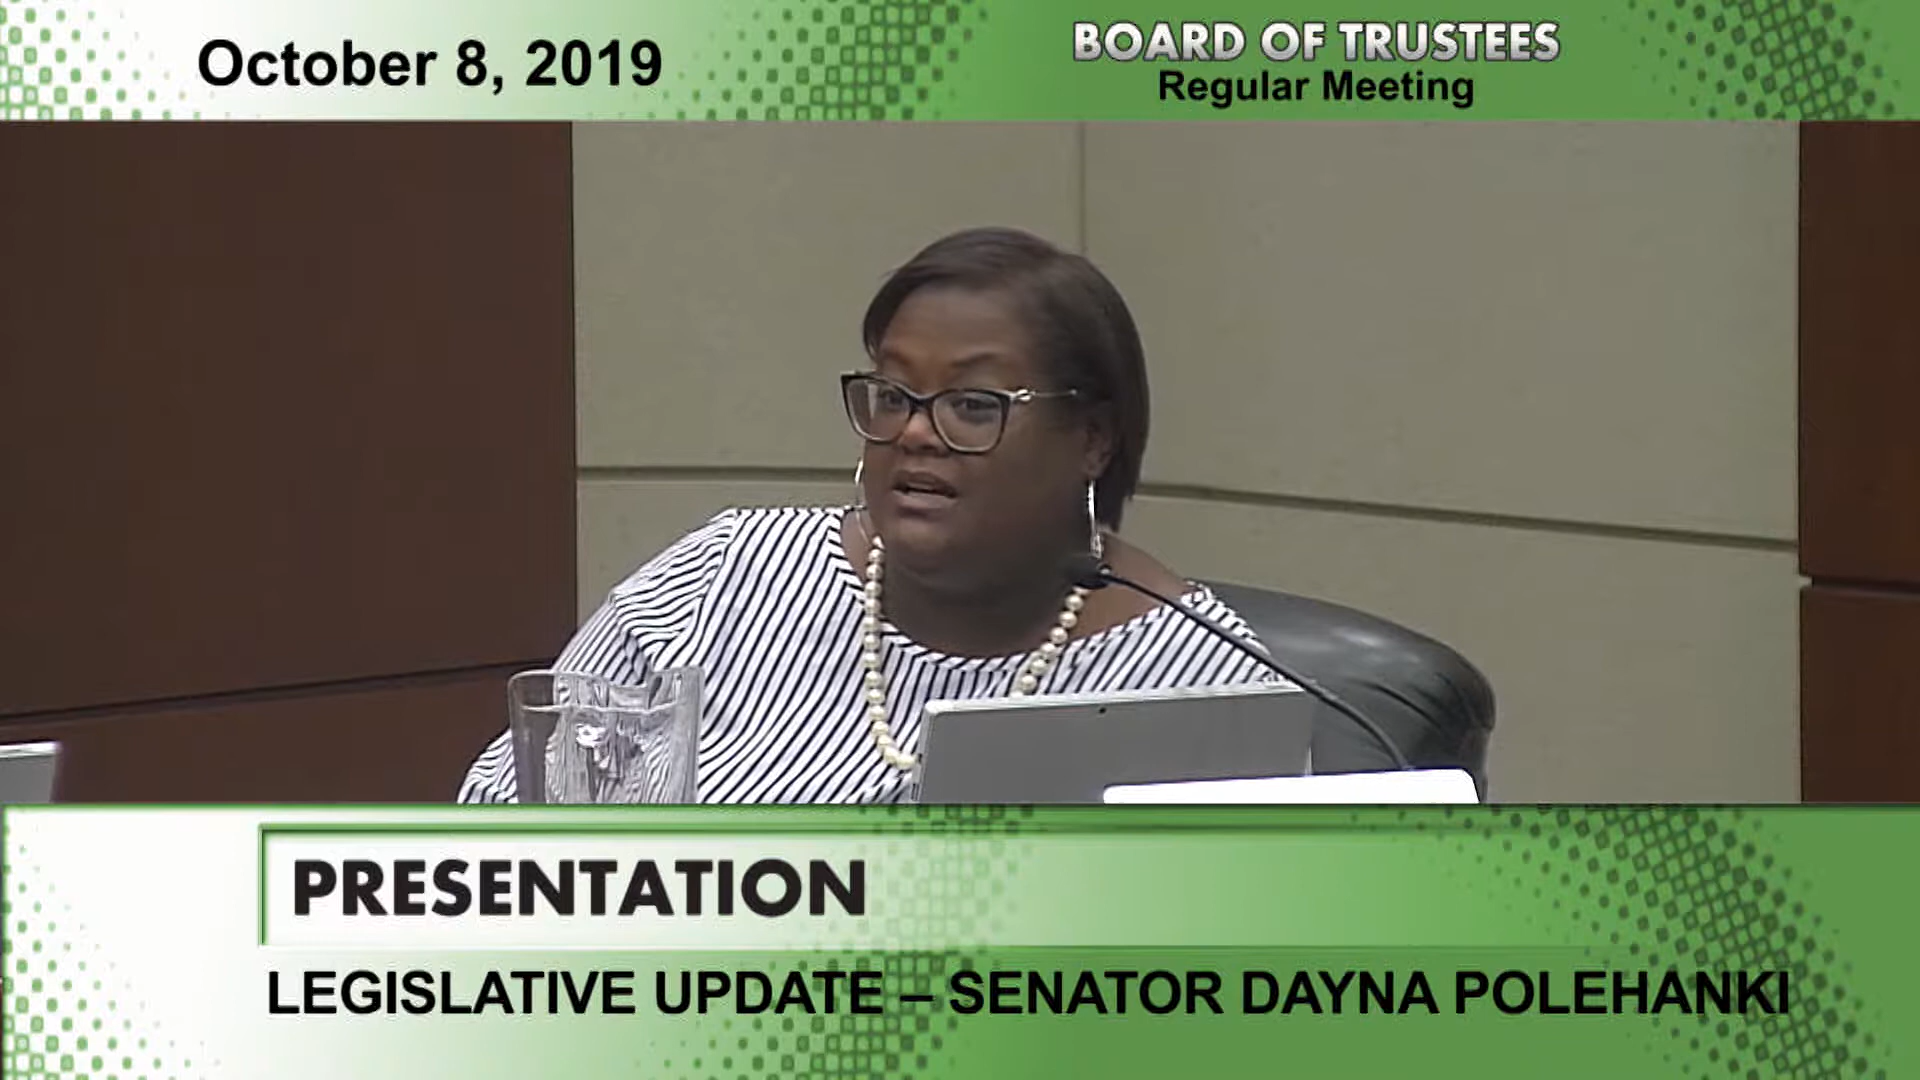 October 8, 2019
BOARD OF TRUSTEES
Regular Meeting
PRESENTATION
LEGISLATIVE UPDATE – SENATOR DAYNA POLEHANKI